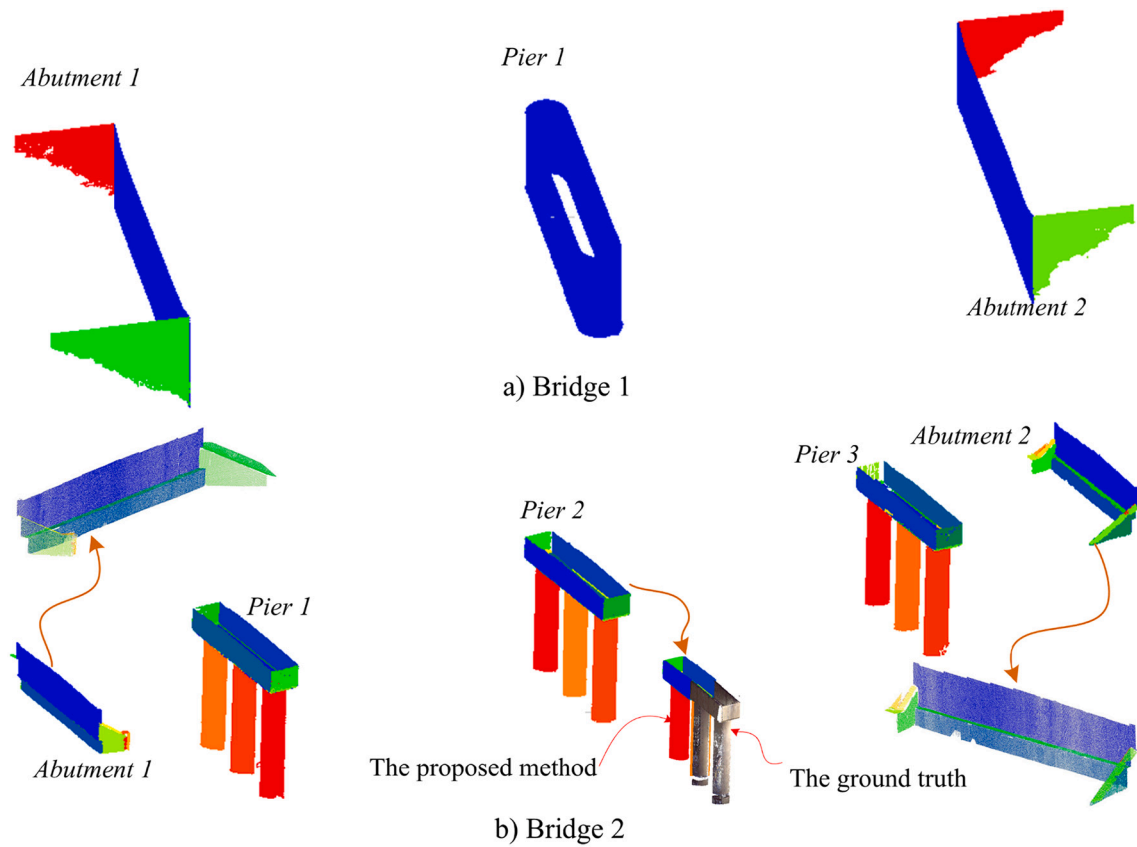 Abutment 1
Pier 1
Abutment 2
a) Bridge 1
Abutment 2
Pier 3
Pier 2
Pier 1
Abutment 1
The proposed method
The ground truth
b) Bridge 2